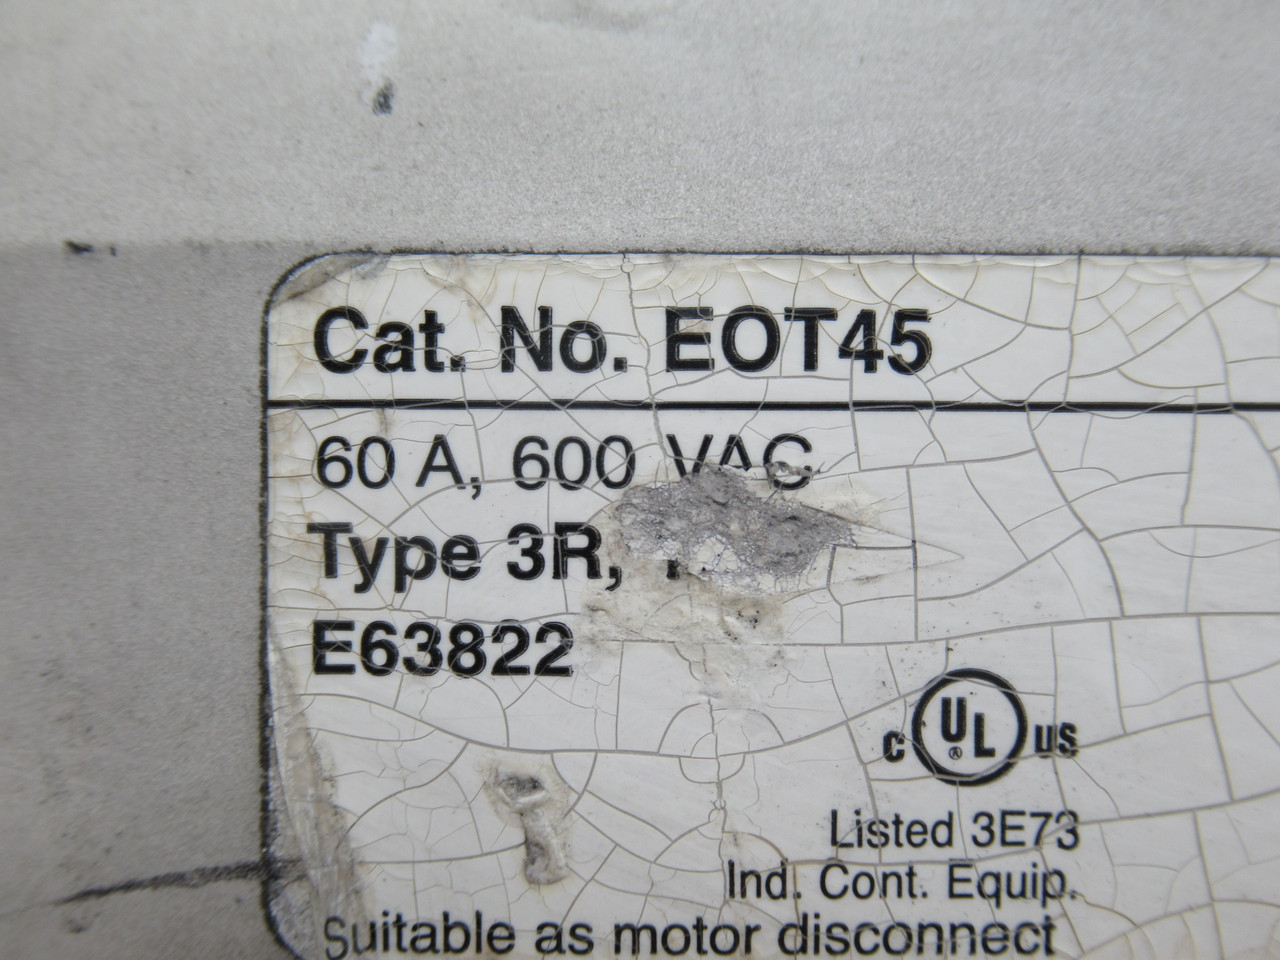 Cat. No. EOT45
60 A, 600 VAC
Type 3R,
E63822
c UL ® us
Listed 3E73
Ind. Cont. Equip.
Suitable as motor disconnect